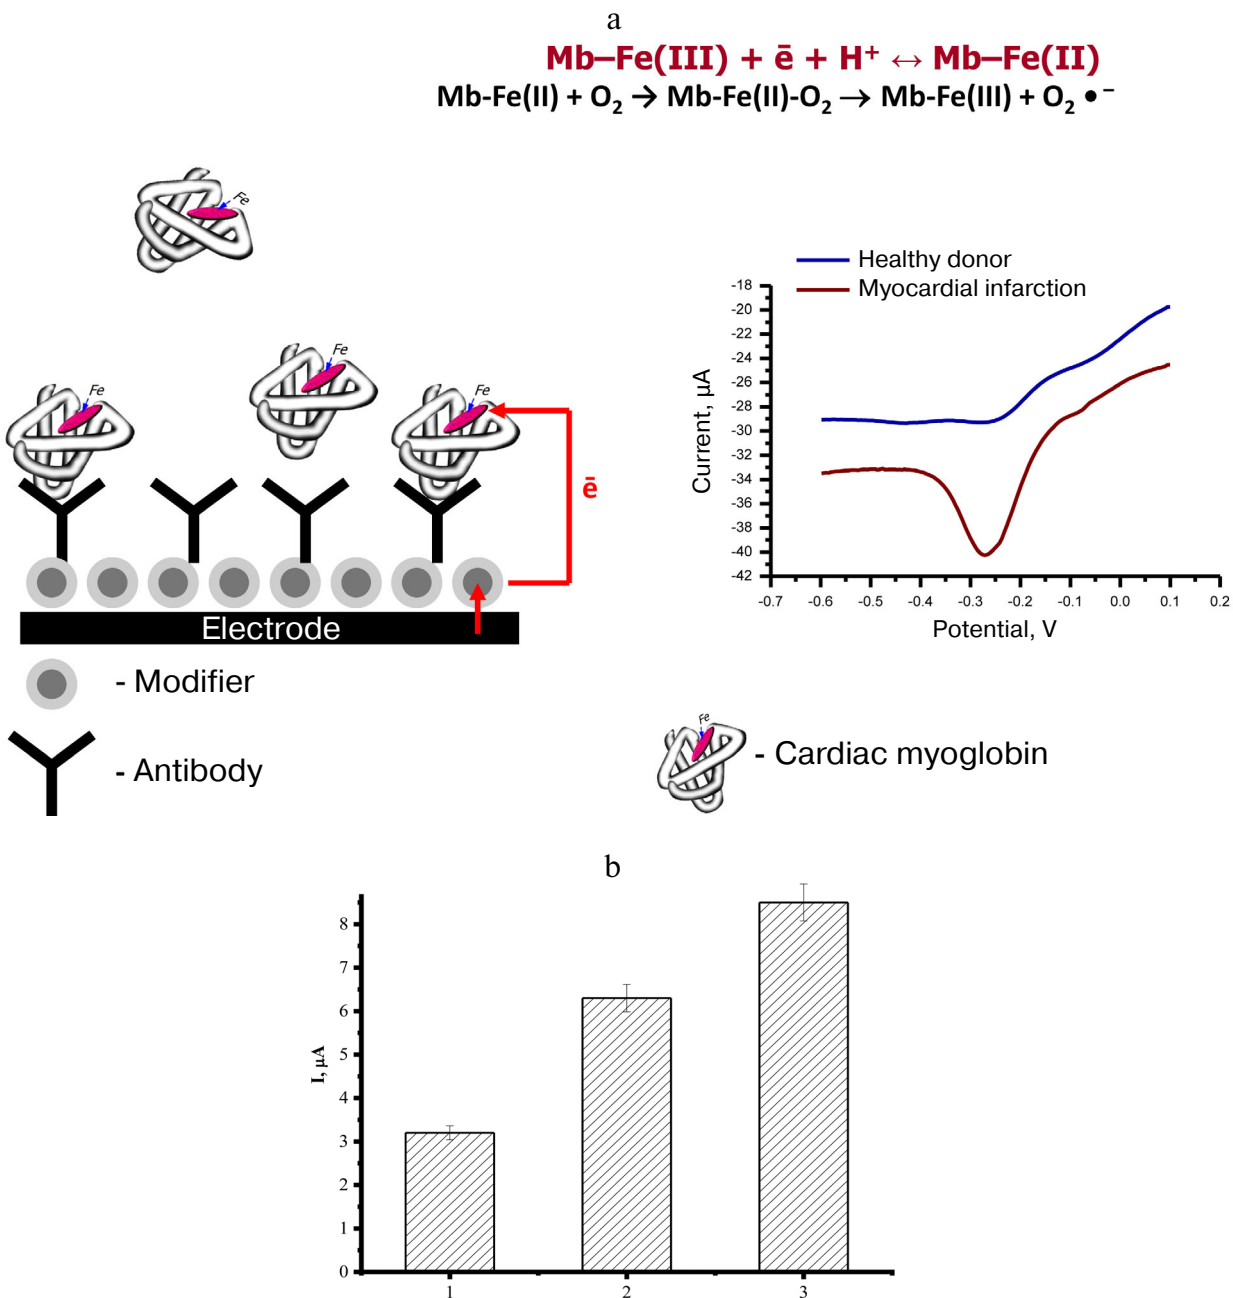 a
Mb–Fe(III) + ē + H⁺ ↔ Mb–Fe(II)
Mb-Fe(II) + O₂ → Mb-Fe(II)-O₂ → Mb-Fe(III) + O₂ •⁻
Fe
Fe
Fe
Fe
ē
Electrode
- Modifier
- Antibody
Healthy donor
Myocardial infarction
Current, µA
-18
-20
-22
-24
-26
-28
-30
-33
-34
-36
-38
-40
-42
-0.7 -0.6 -0.5 -0.4 -0.3 -0.2 -0.1 0.0 0.1 0.2
Potential, V
Fe
- Cardiac myoglobin
b
I, µA
8
7
6
5
4
3
2
1
0
1 2 3